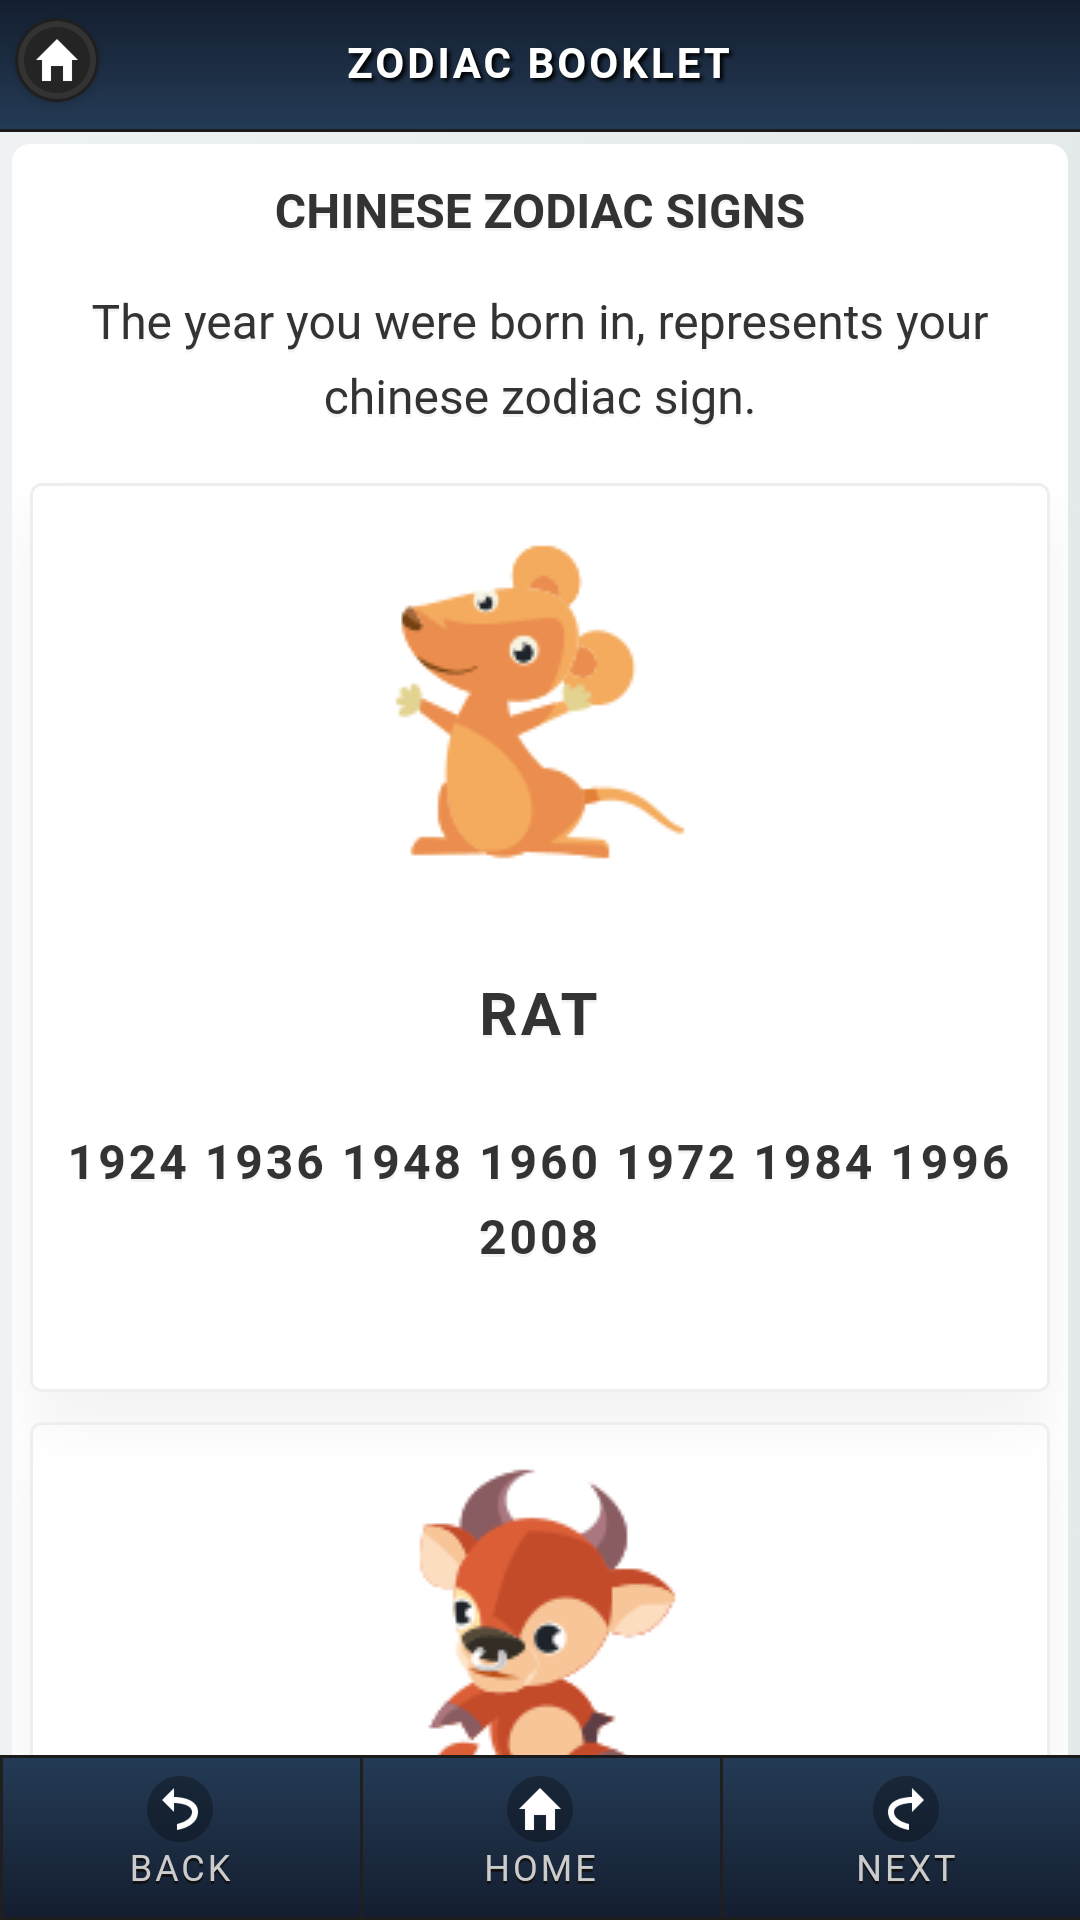 ZODIAC BOOKLET
CHINESE ZODIAC SIGNS
The year you were born in, represents your
chinese zodiac sign.
RAT
1924 1936 1948 1960 1972 1984 1996
2008
BACK
HOME
NEXT